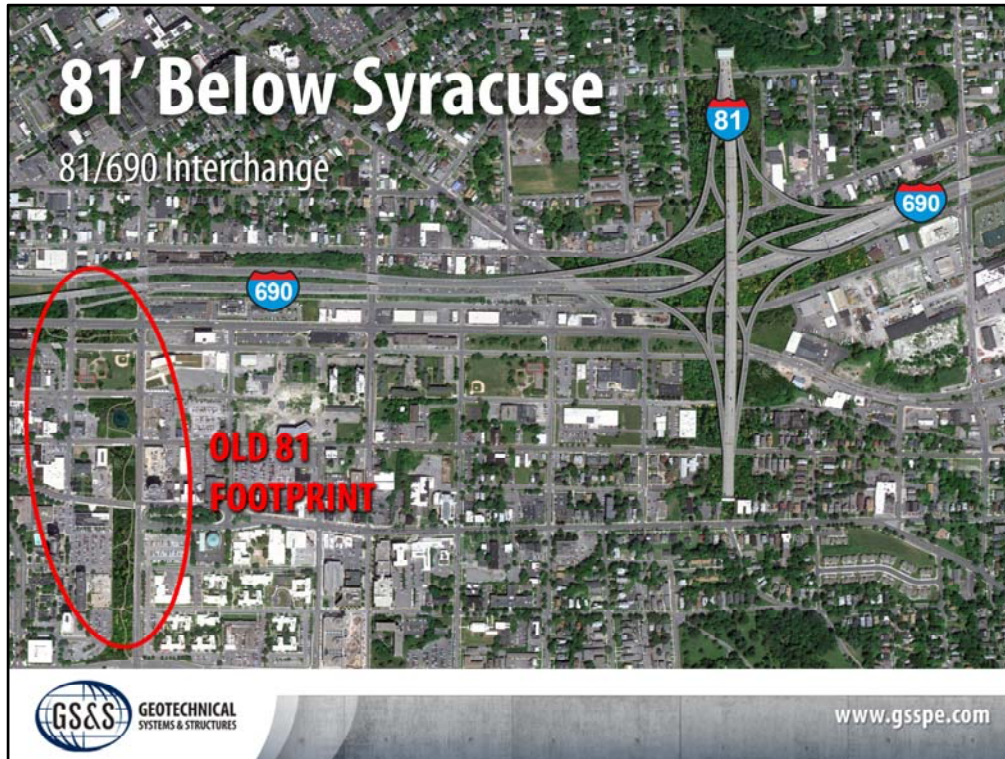 81’ Below Syracuse
81/690 Interchange
81
690
690
OLD 81
FOOTPRINT
GS&S
GEOTECHNICAL
SYSTEMS & STRUCTURES
www.gsspe.com